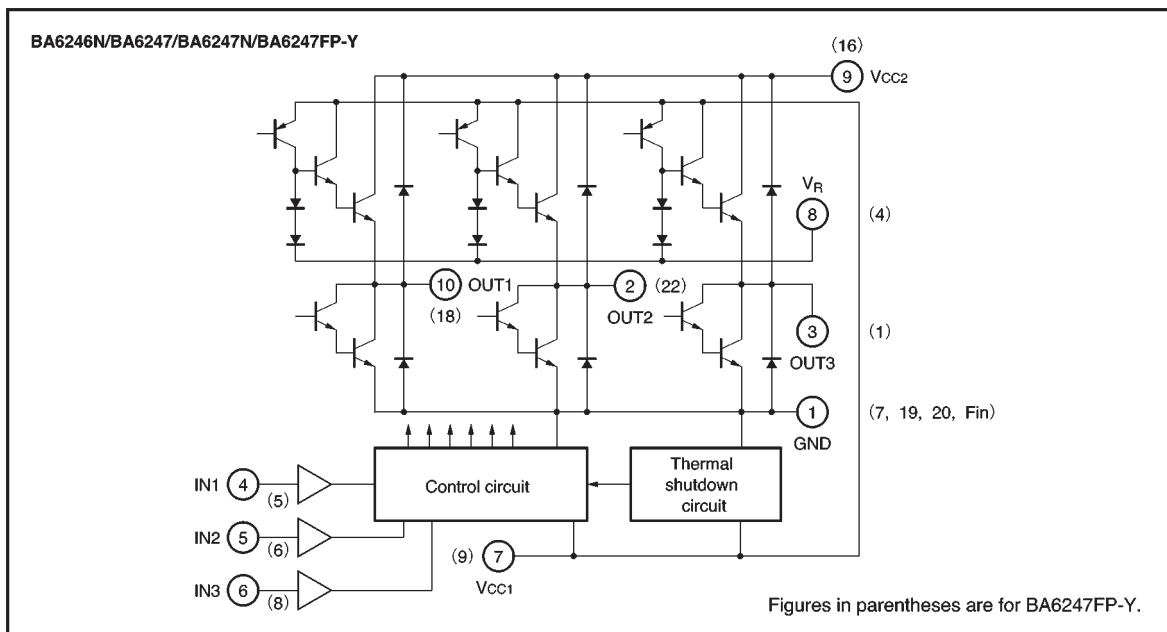 BA6246N/BA6247/BA6247N/BA6247FP-Y
(16)
9 VCC2
VR
8 (4)
10 OUT1
(18)
2 (22)
OUT2
3 (1)
OUT3
1 (7, 19, 20, Fin)
GND
IN1 4 (5)
Control circuit
Thermal
shutdown
circuit
IN2 5 (6)
(9) 7
VCC1
IN3 6 (8)
Figures in parentheses are for BA6247FP-Y.